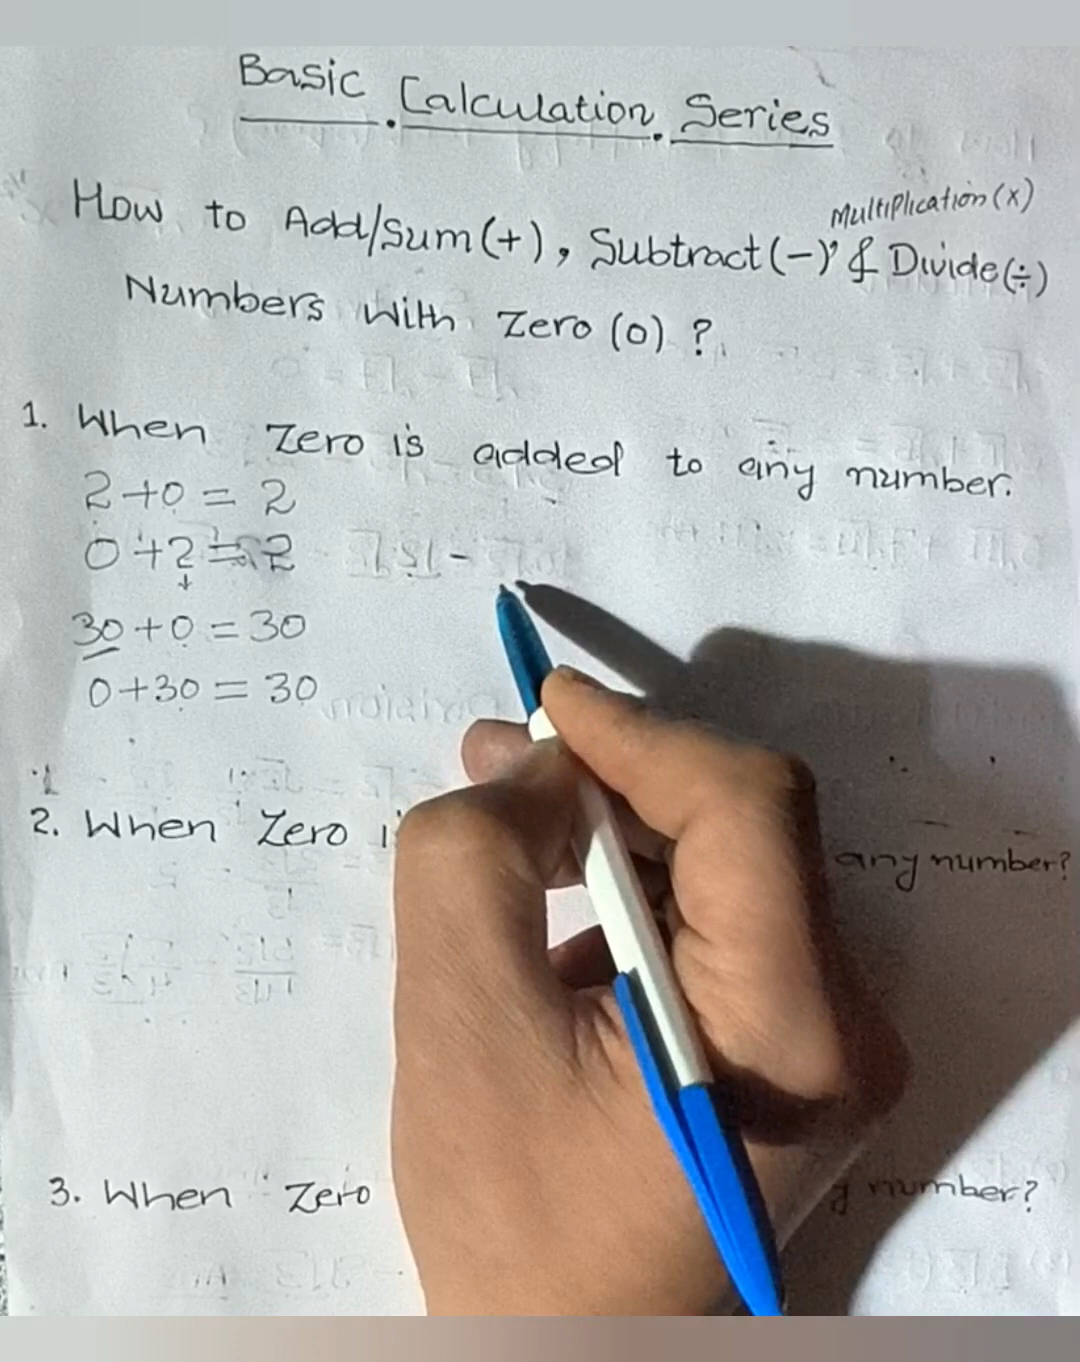 Basic Calculation Series
How to Add/Sum(+), Subtract(-), Multiplication(x) & Divide(÷)
Numbers with Zero (0) ?
1. When Zero is added to any number.
2+0 = 2
0+2=2
30+0=30
0+30=30
2. When Zero any number?
3. When Zero number?